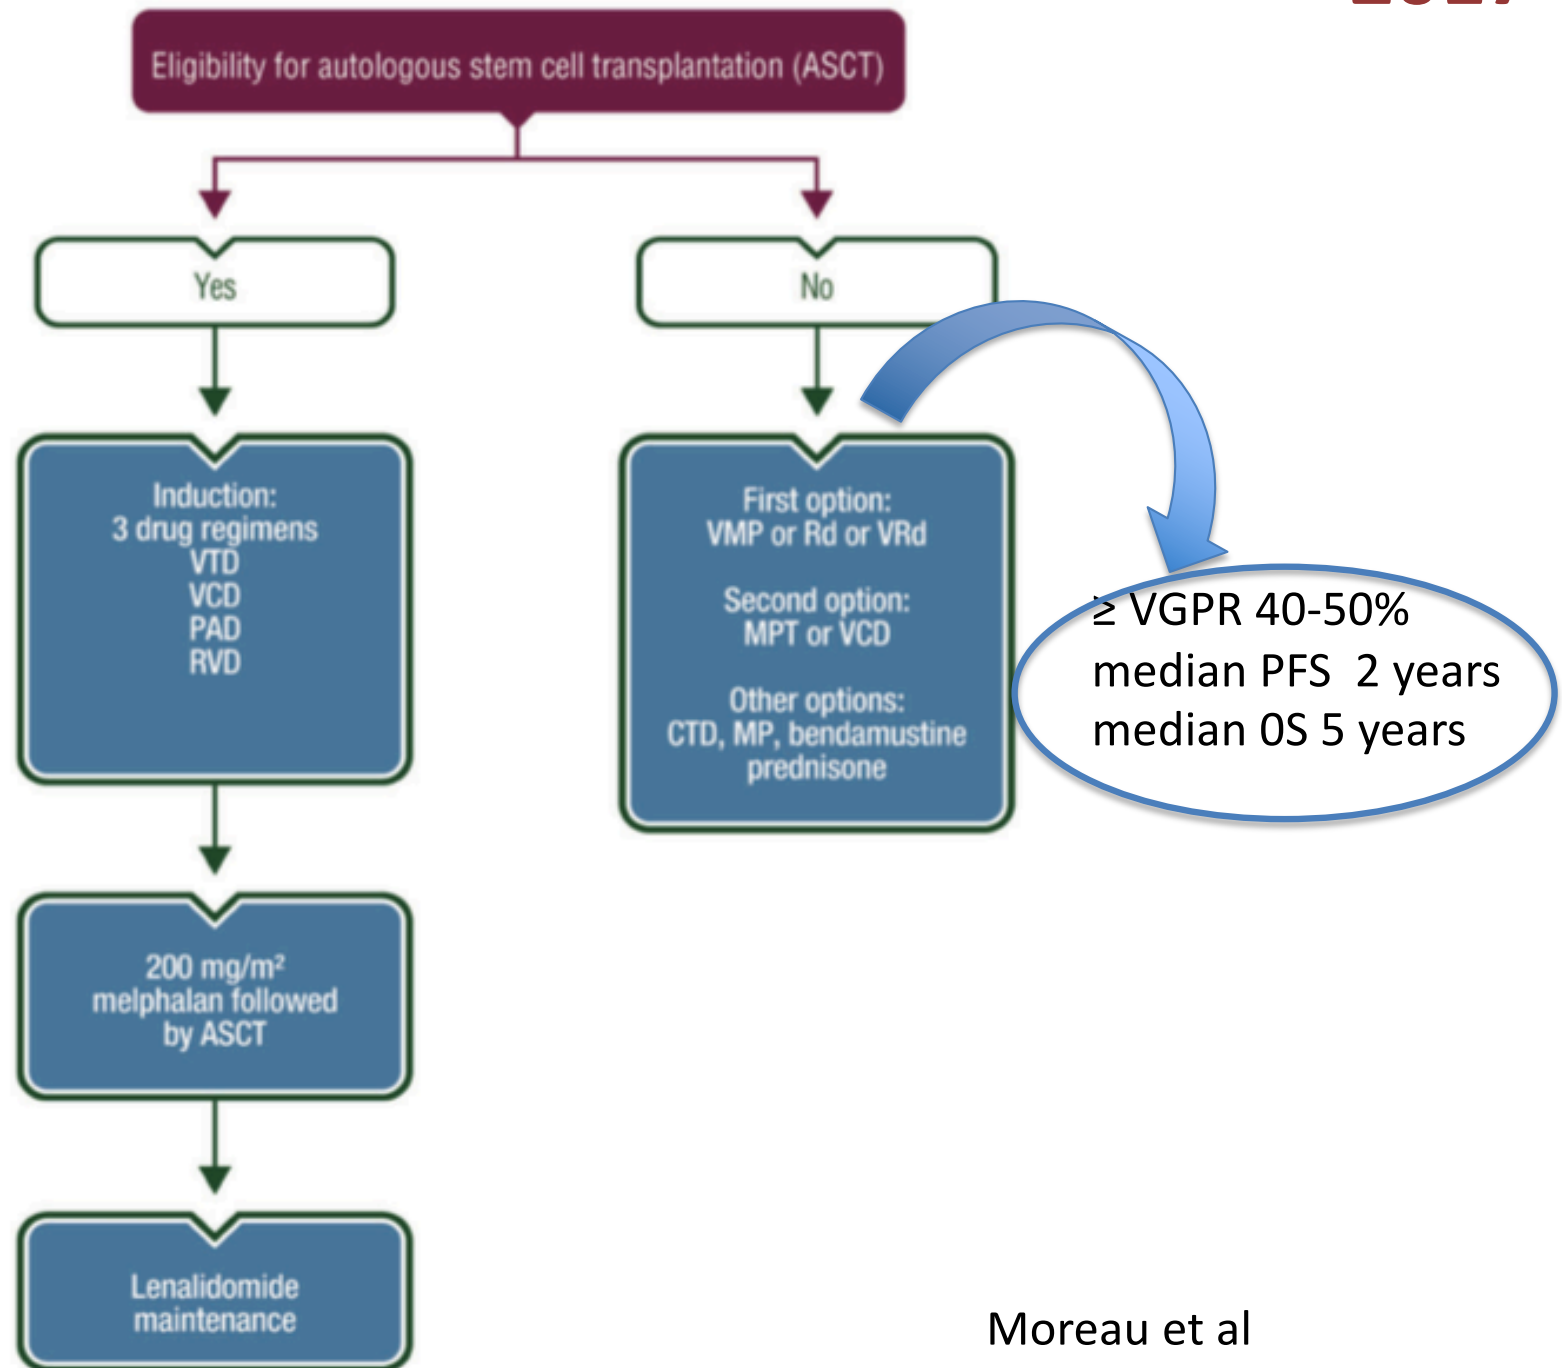 2017
Eligibility for autologous stem cell transplantation (ASCT)
Yes
No
Induction:
3 drug regimens
VTD
VCD
PAD
RVD
First option:
VMP or Rd or VRd
Second option:
MPT or VCD
Other options:
CTD, MP, bendamustine
prednisone
≥ VGPR 40-50%
median PFS 2 years
median 0S 5 years
200 mg/m²
melphalan followed
by ASCT
Lenalidomide
maintenance
Moreau et al